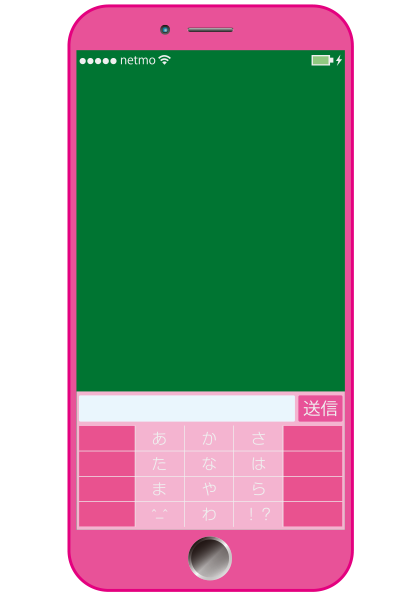 netmo
送信
あ か さ
た な は
ま や ら
^_^ わ ！？